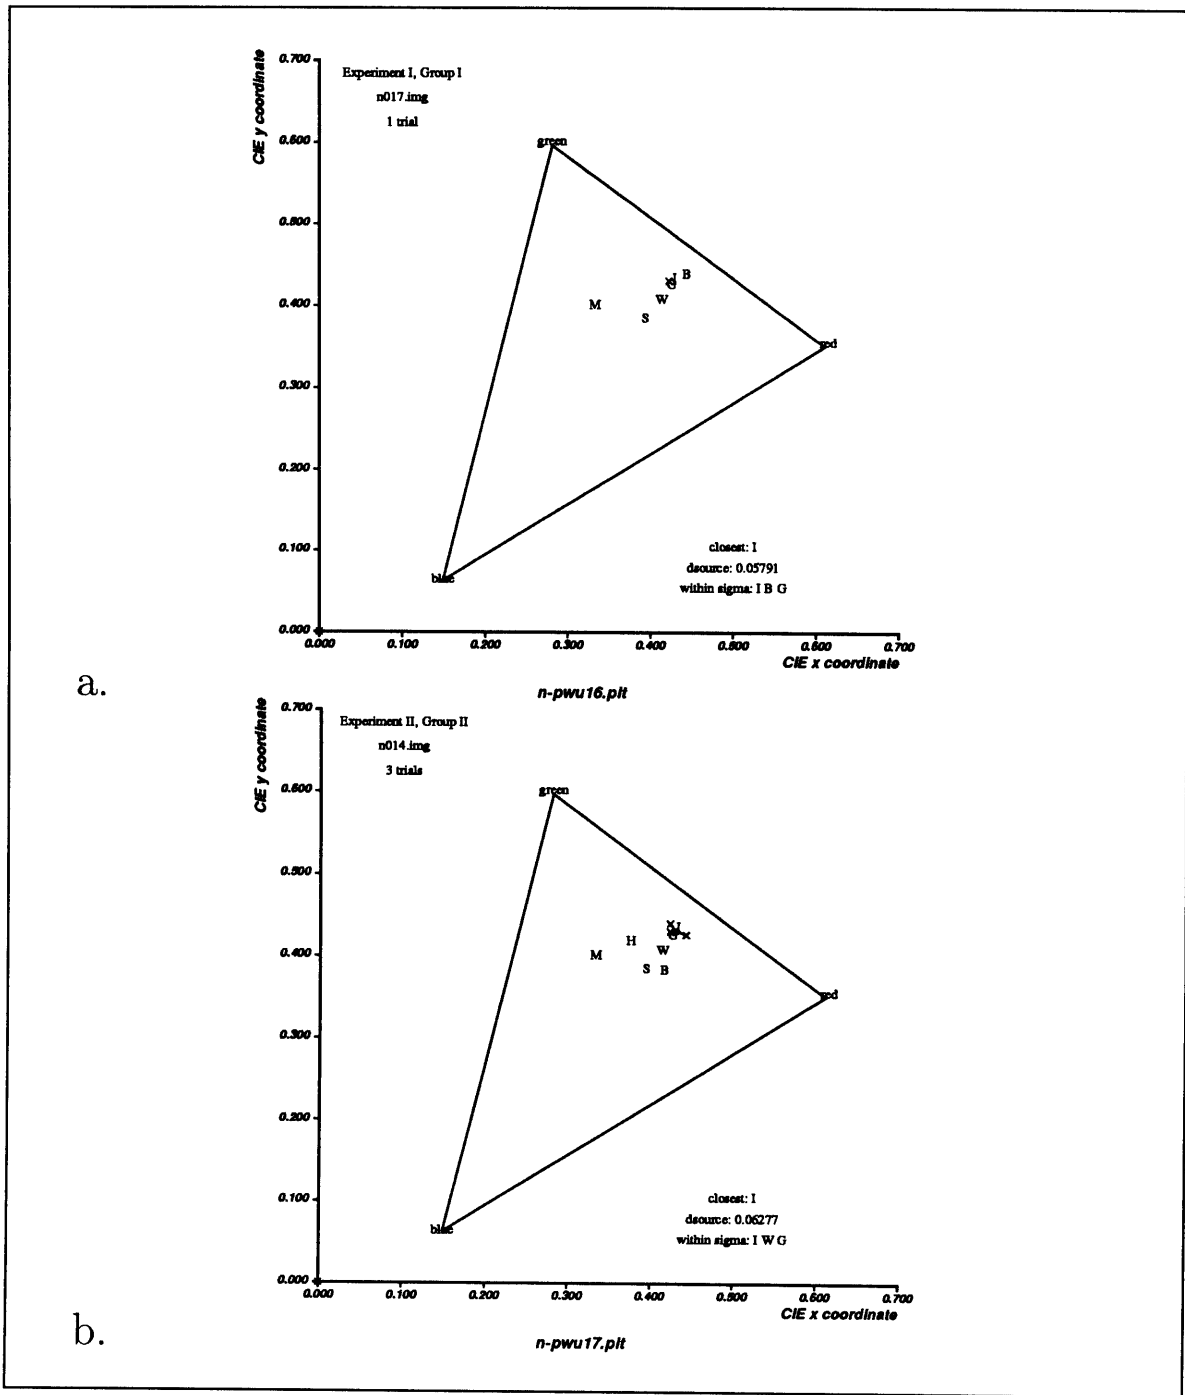 CIE y coordinate
0.700
0.600
0.500
0.400
0.300
0.200
0.100
0.000
Experiment I, Group I
n017.img
1 trial
green
I
B
G
W
M
S
red
blue
closest: I
dsource: 0.05791
within sigma: I B G
0.000 0.100 0.200 0.300 0.400 0.500 0.600 0.700
CIE x coordinate
a.
n-pwu16.plt
CIE y coordinate
0.700
0.600
0.500
0.400
0.300
0.200
0.100
0.000
Experiment II, Group II
n014.img
3 trials
green
I
G
H
W
M
S B
red
blue
closest: I
dsource: 0.06277
within sigma: I W G
0.000 0.100 0.200 0.300 0.400 0.500 0.600 0.700
CIE x coordinate
b.
n-pwu17.plt